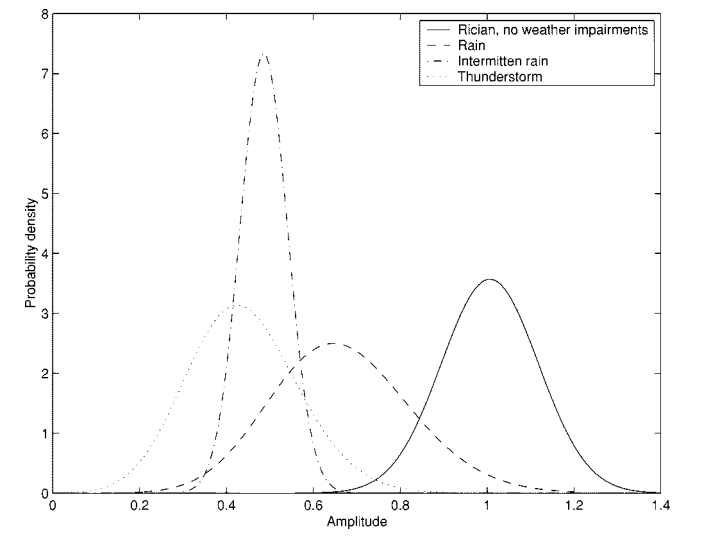 8
7
6
5
4
3
2
1
0
Probability density
Rician, no weather impairments
Rain
Intermitten rain
Thunderstorm
0 0.2 0.4 0.6 0.8 1 1.2 1.4
Amplitude